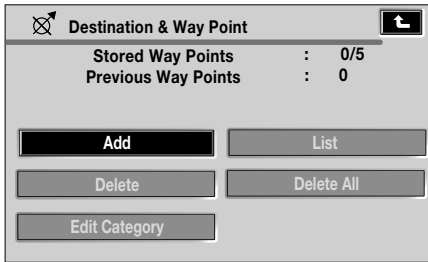 Destination & Way Point
Stored Way Points : 0/5
Previous Way Points : 0
Add List
Delete Delete All
Edit Category